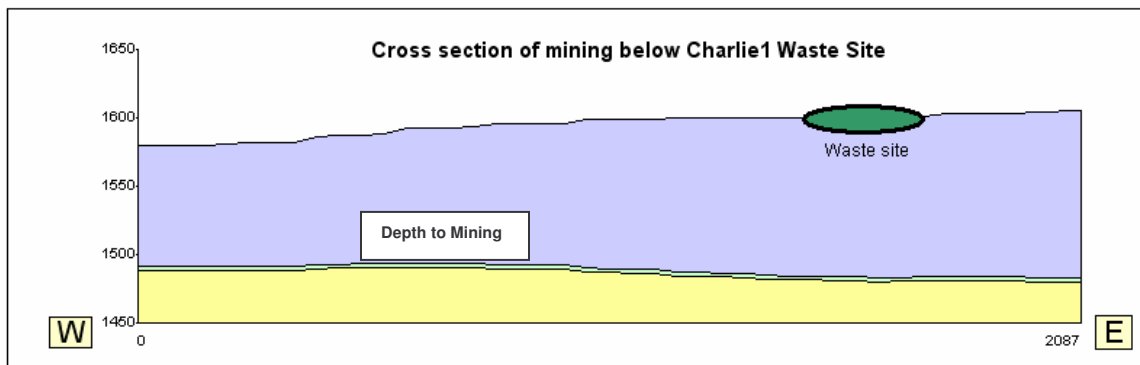 Cross section of mining below Charlie1 Waste Site
1650
1600
Waste site
1550
Depth to Mining
1500
1450
W
0
2087
E